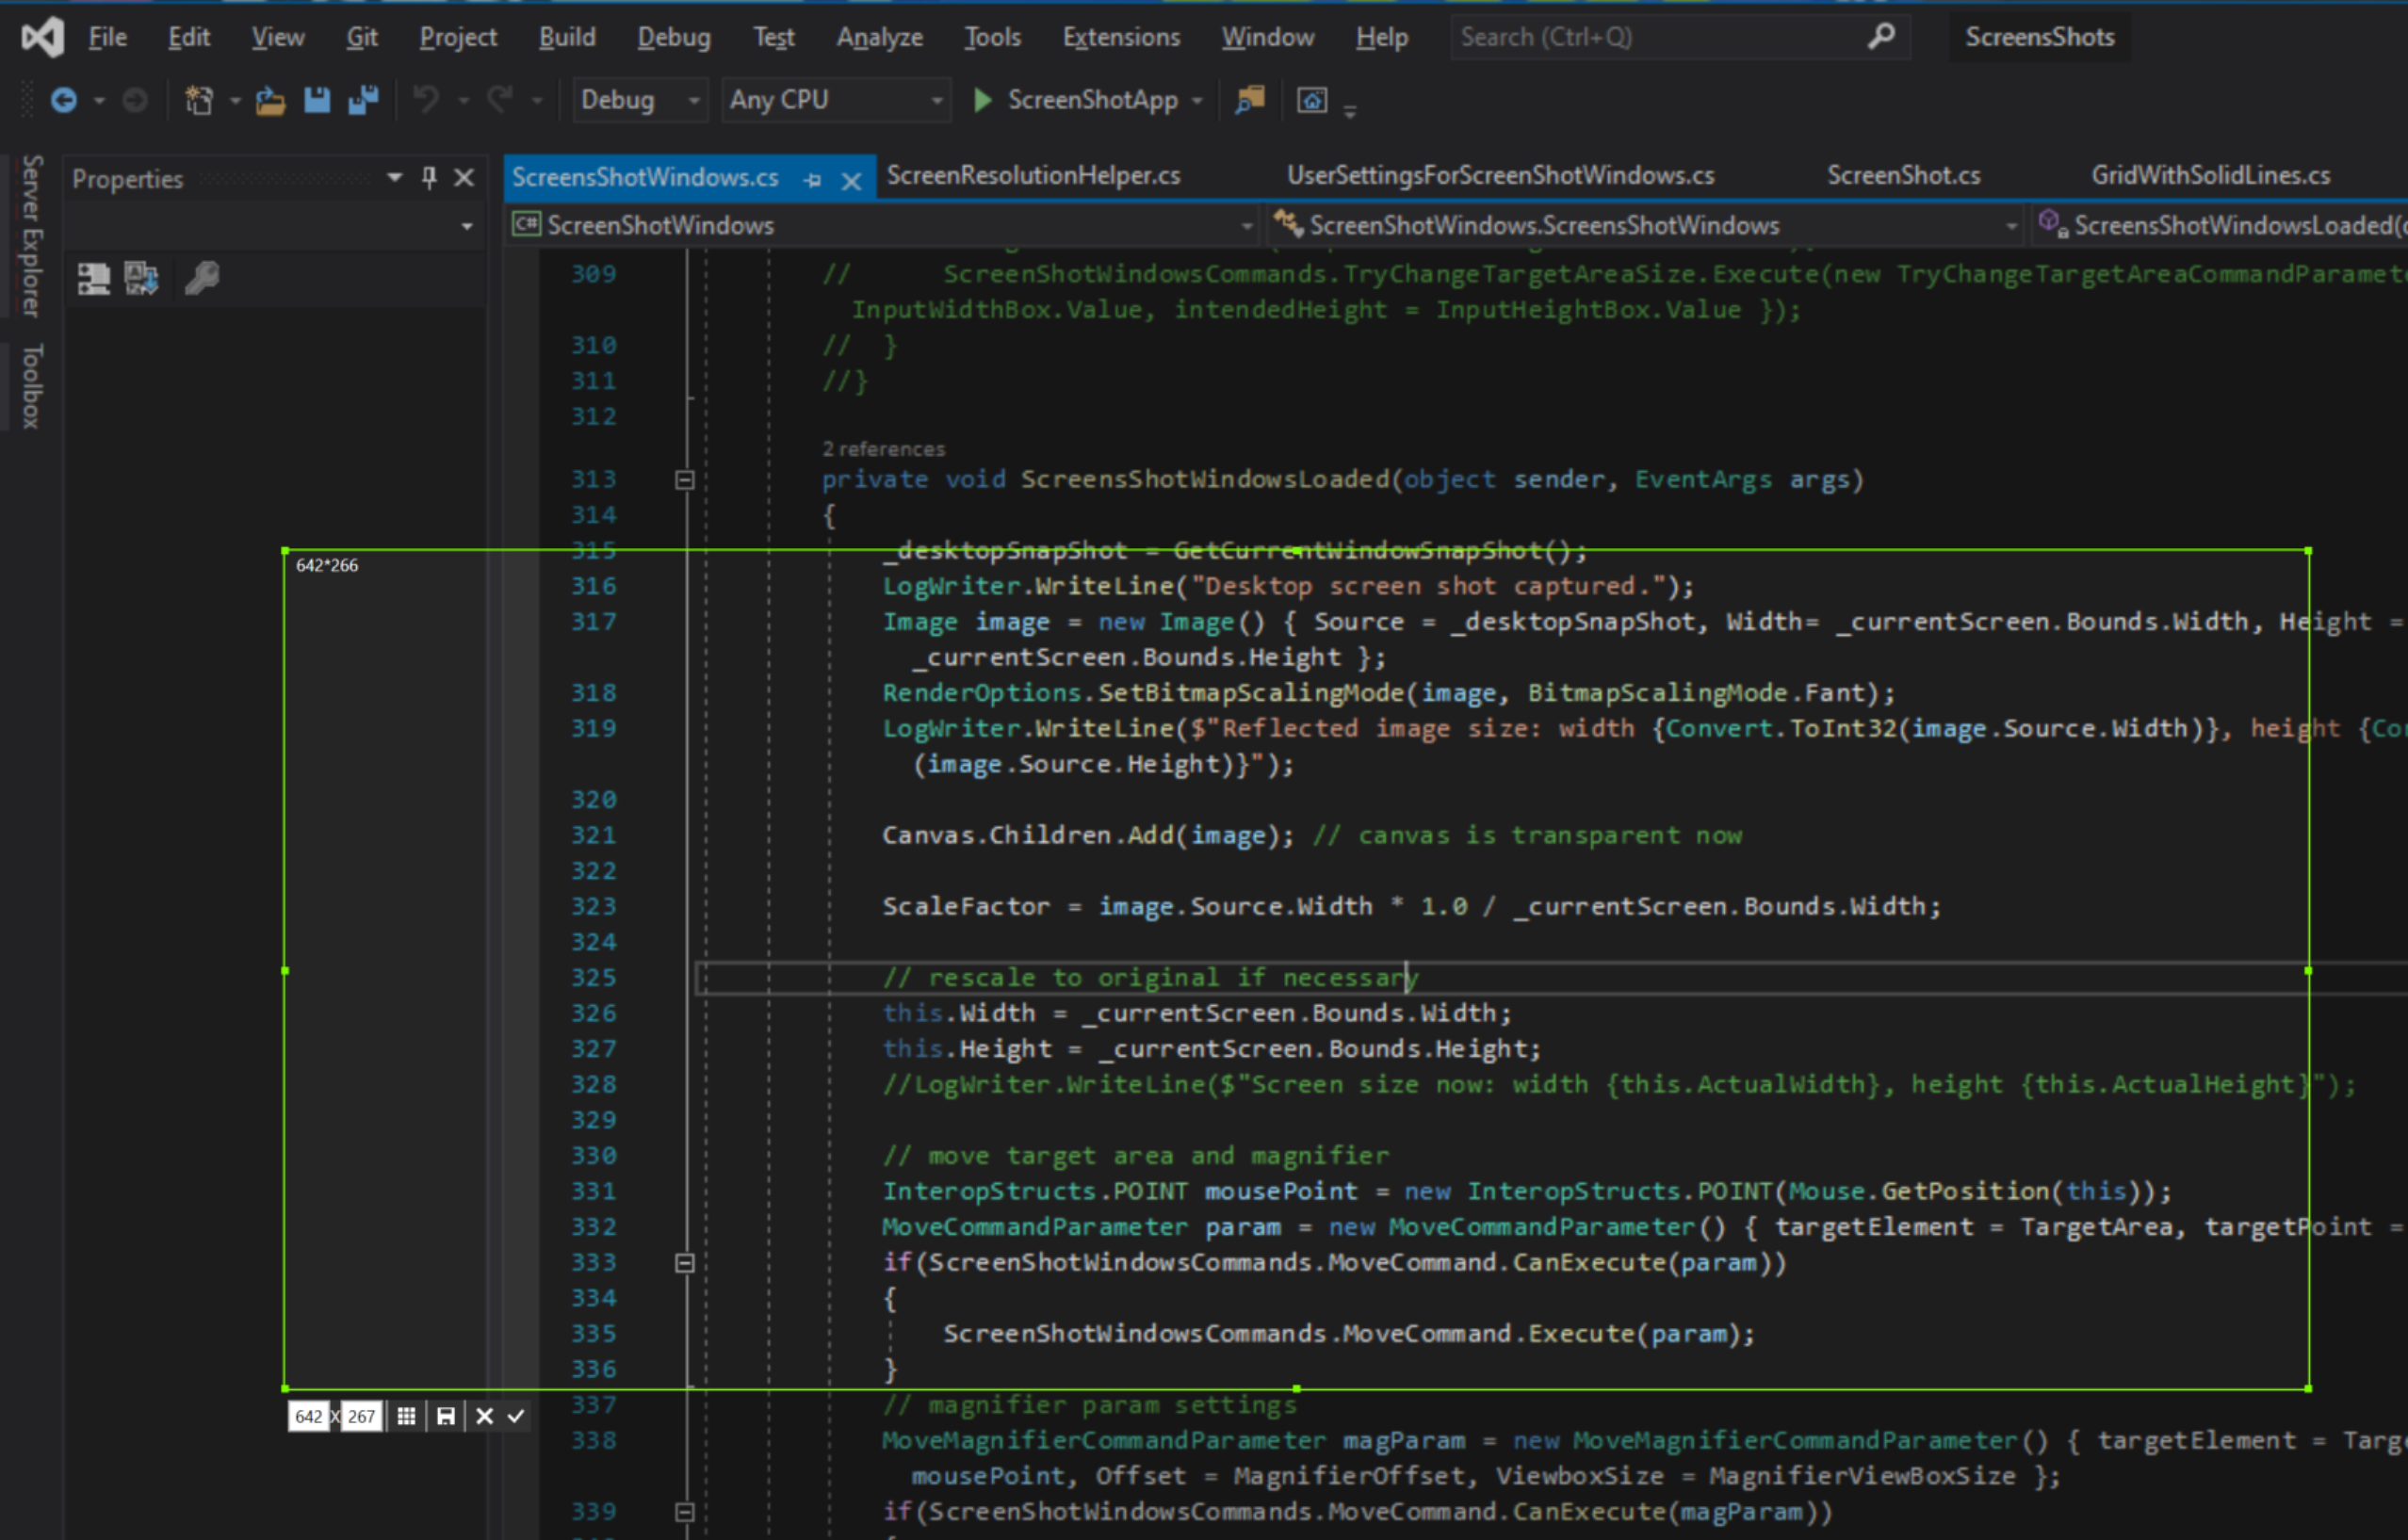 File Edit View Git Project Build Debug Test Analyze Tools Extensions Window Help Search (Ctrl+Q) ScreensShots
Debug Any CPU ScreenShotApp
Server Explorer
Toolbox
Properties
ScreensShotWindows.cs ScreenResolutionHelper.cs UserSettingsForScreenShotWindows.cs ScreenShot.cs GridWithSolidLines.cs
C# ScreenShotWindows ScreenShotWindows.ScreensShotWindows ScreensShotWindowsLoaded(
309 // ScreenShotWindowsCommands.TryChangeTargetAreaSize.Execute(new TryChangeTargetAreaCommandParamet
InputWidthBox.Value, intendedHeight = InputHeightBox.Value });
310 // }
311 //}
312
2 references
313 private void ScreensShotWindowsLoaded(object sender, EventArgs args)
314 {
315 _desktopSnapShot = GetCurrentWindowSnapShot();
642*266
316 LogWriter.WriteLine("Desktop screen shot captured.");
317 Image image = new Image() { Source = _desktopSnapShot, Width= _currentScreen.Bounds.Width, Height =
_currentScreen.Bounds.Height };
318 RenderOptions.SetBitmapScalingMode(image, BitmapScalingMode.Fant);
319 LogWriter.WriteLine($"Reflected image size: width {Convert.ToInt32(image.Source.Width)}, height {Co
(image.Source.Height)}");
320
321 Canvas.Children.Add(image); // canvas is transparent now
322
323 ScaleFactor = image.Source.Width * 1.0 / _currentScreen.Bounds.Width;
324
325 // rescale to original if necessary
326 this.Width = _currentScreen.Bounds.Width;
327 this.Height = _currentScreen.Bounds.Height;
328 //LogWriter.WriteLine($"Screen size now: width {this.ActualWidth}, height {this.ActualHeight}");
329
330 // move target area and magnifier
331 InteropStructs.POINT mousePoint = new InteropStructs.POINT(Mouse.GetPosition(this));
332 MoveCommandParameter param = new MoveCommandParameter() { targetElement = TargetArea, targetPoint =
333 if(ScreenShotWindowsCommands.MoveCommand.CanExecute(param))
334 {
335 ScreenShotWindowsCommands.MoveCommand.Execute(param);
336 }
337 // magnifier param settings
642 X 267
338 MoveMagnifierCommandParameter magParam = new MoveMagnifierCommandParameter() { targetElement = Targ
mousePoint, Offset = MagnifierOffset, ViewboxSize = MagnifierViewBoxSize };
339 if(ScreenShotWindowsCommands.MoveCommand.CanExecute(magParam))